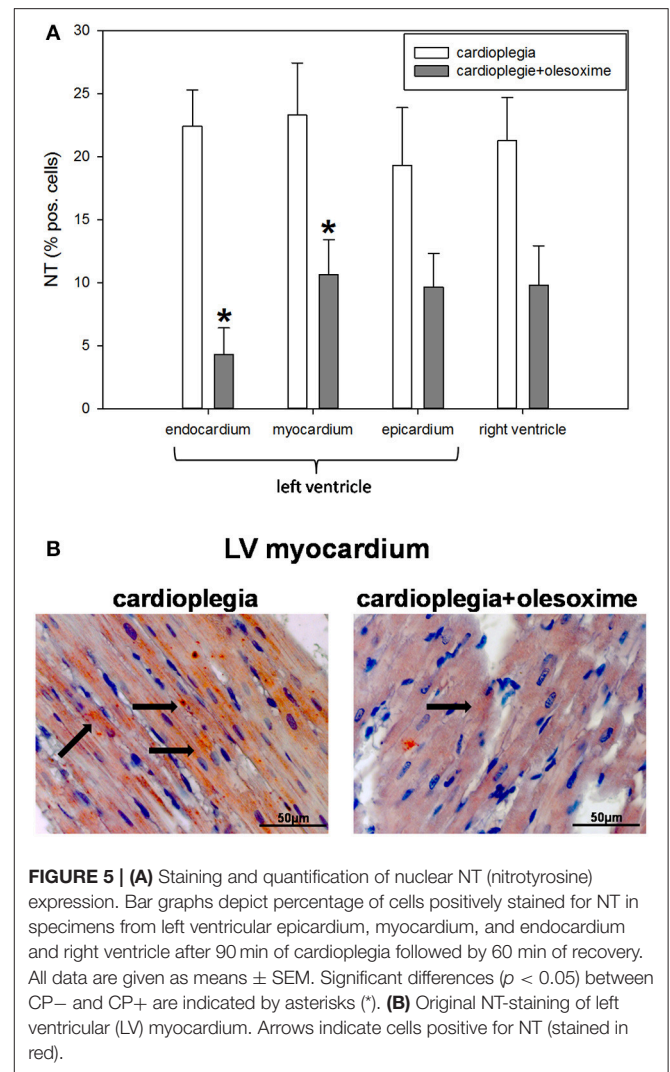 A
30
25
20
15
10
5
0
NT (% pos. cells)
cardioplegia
cardioplegie+olesoxime
*
*
endocardium myocardium epicardium right ventricle
left ventricle
B
LV myocardium
cardioplegia cardioplegia+olesoxime
50µm 50µm
FIGURE 5 | (A) Staining and quantification of nuclear NT (nitrotyrosine)
expression. Bar graphs depict percentage of cells positively stained for NT in
specimens from left ventricular epicardium, myocardium, and endocardium
and right ventricle after 90 min of cardioplegia followed by 60 min of recovery.
All data are given as means ± SEM. Significant differences (p < 0.05) between
CP− and CP+ are indicated by asterisks (*). (B) Original NT-staining of left
ventricular (LV) myocardium. Arrows indicate cells positive for NT (stained in
red).